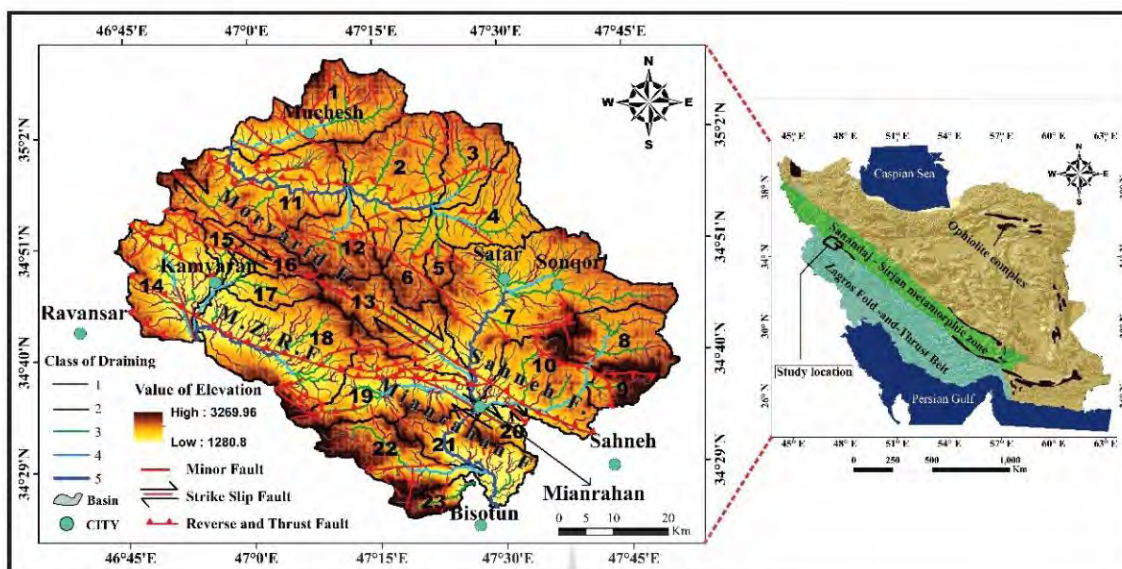 46°45'E 47°0'E 47°15'E 47°30'E 47°45'E
N
W E
S
35°2'N
34°51'N
34°40'N
34°29'N
35°2'N
34°51'N
34°40'N
34°29'N
1
Muchesh
2
3
4
11
Morvarid F.
12
15
16
Kamyaran
14
17
6
5
Satar
Sonqor
13
7
8
Ravansar
M.Z.R.F.
18
10
9
Sahneh F.
19
Mianrahan F.
20
21
22
23
Sahneh
Mianrahan
Bisotun
Class of Draining
1
2
3
4
5
Basin
CITY
Value of Elevation
High : 3269.96
Low : 1280.8
Minor Fault
Strike Slip Fault
Reverse and Thrust Fault
0 5 10 20
Km
46°45'E 47°0'E 47°15'E 47°30'E 47°45'E
45°E 48°E 51°E 54°E 57°E 60°E 63°E
N
W E
S
38° N
34° N
30° N
26° N
Caspian Sea
Ophiolite complex
Sanandaj - Sirjan metamorphic zone
Zagros Fold -and-Thrust Belt
Study location
Persian Gulf
45°E 48°E 51°E 54°E 57°E 60°E 63°E
0 250 500 1,000
Km